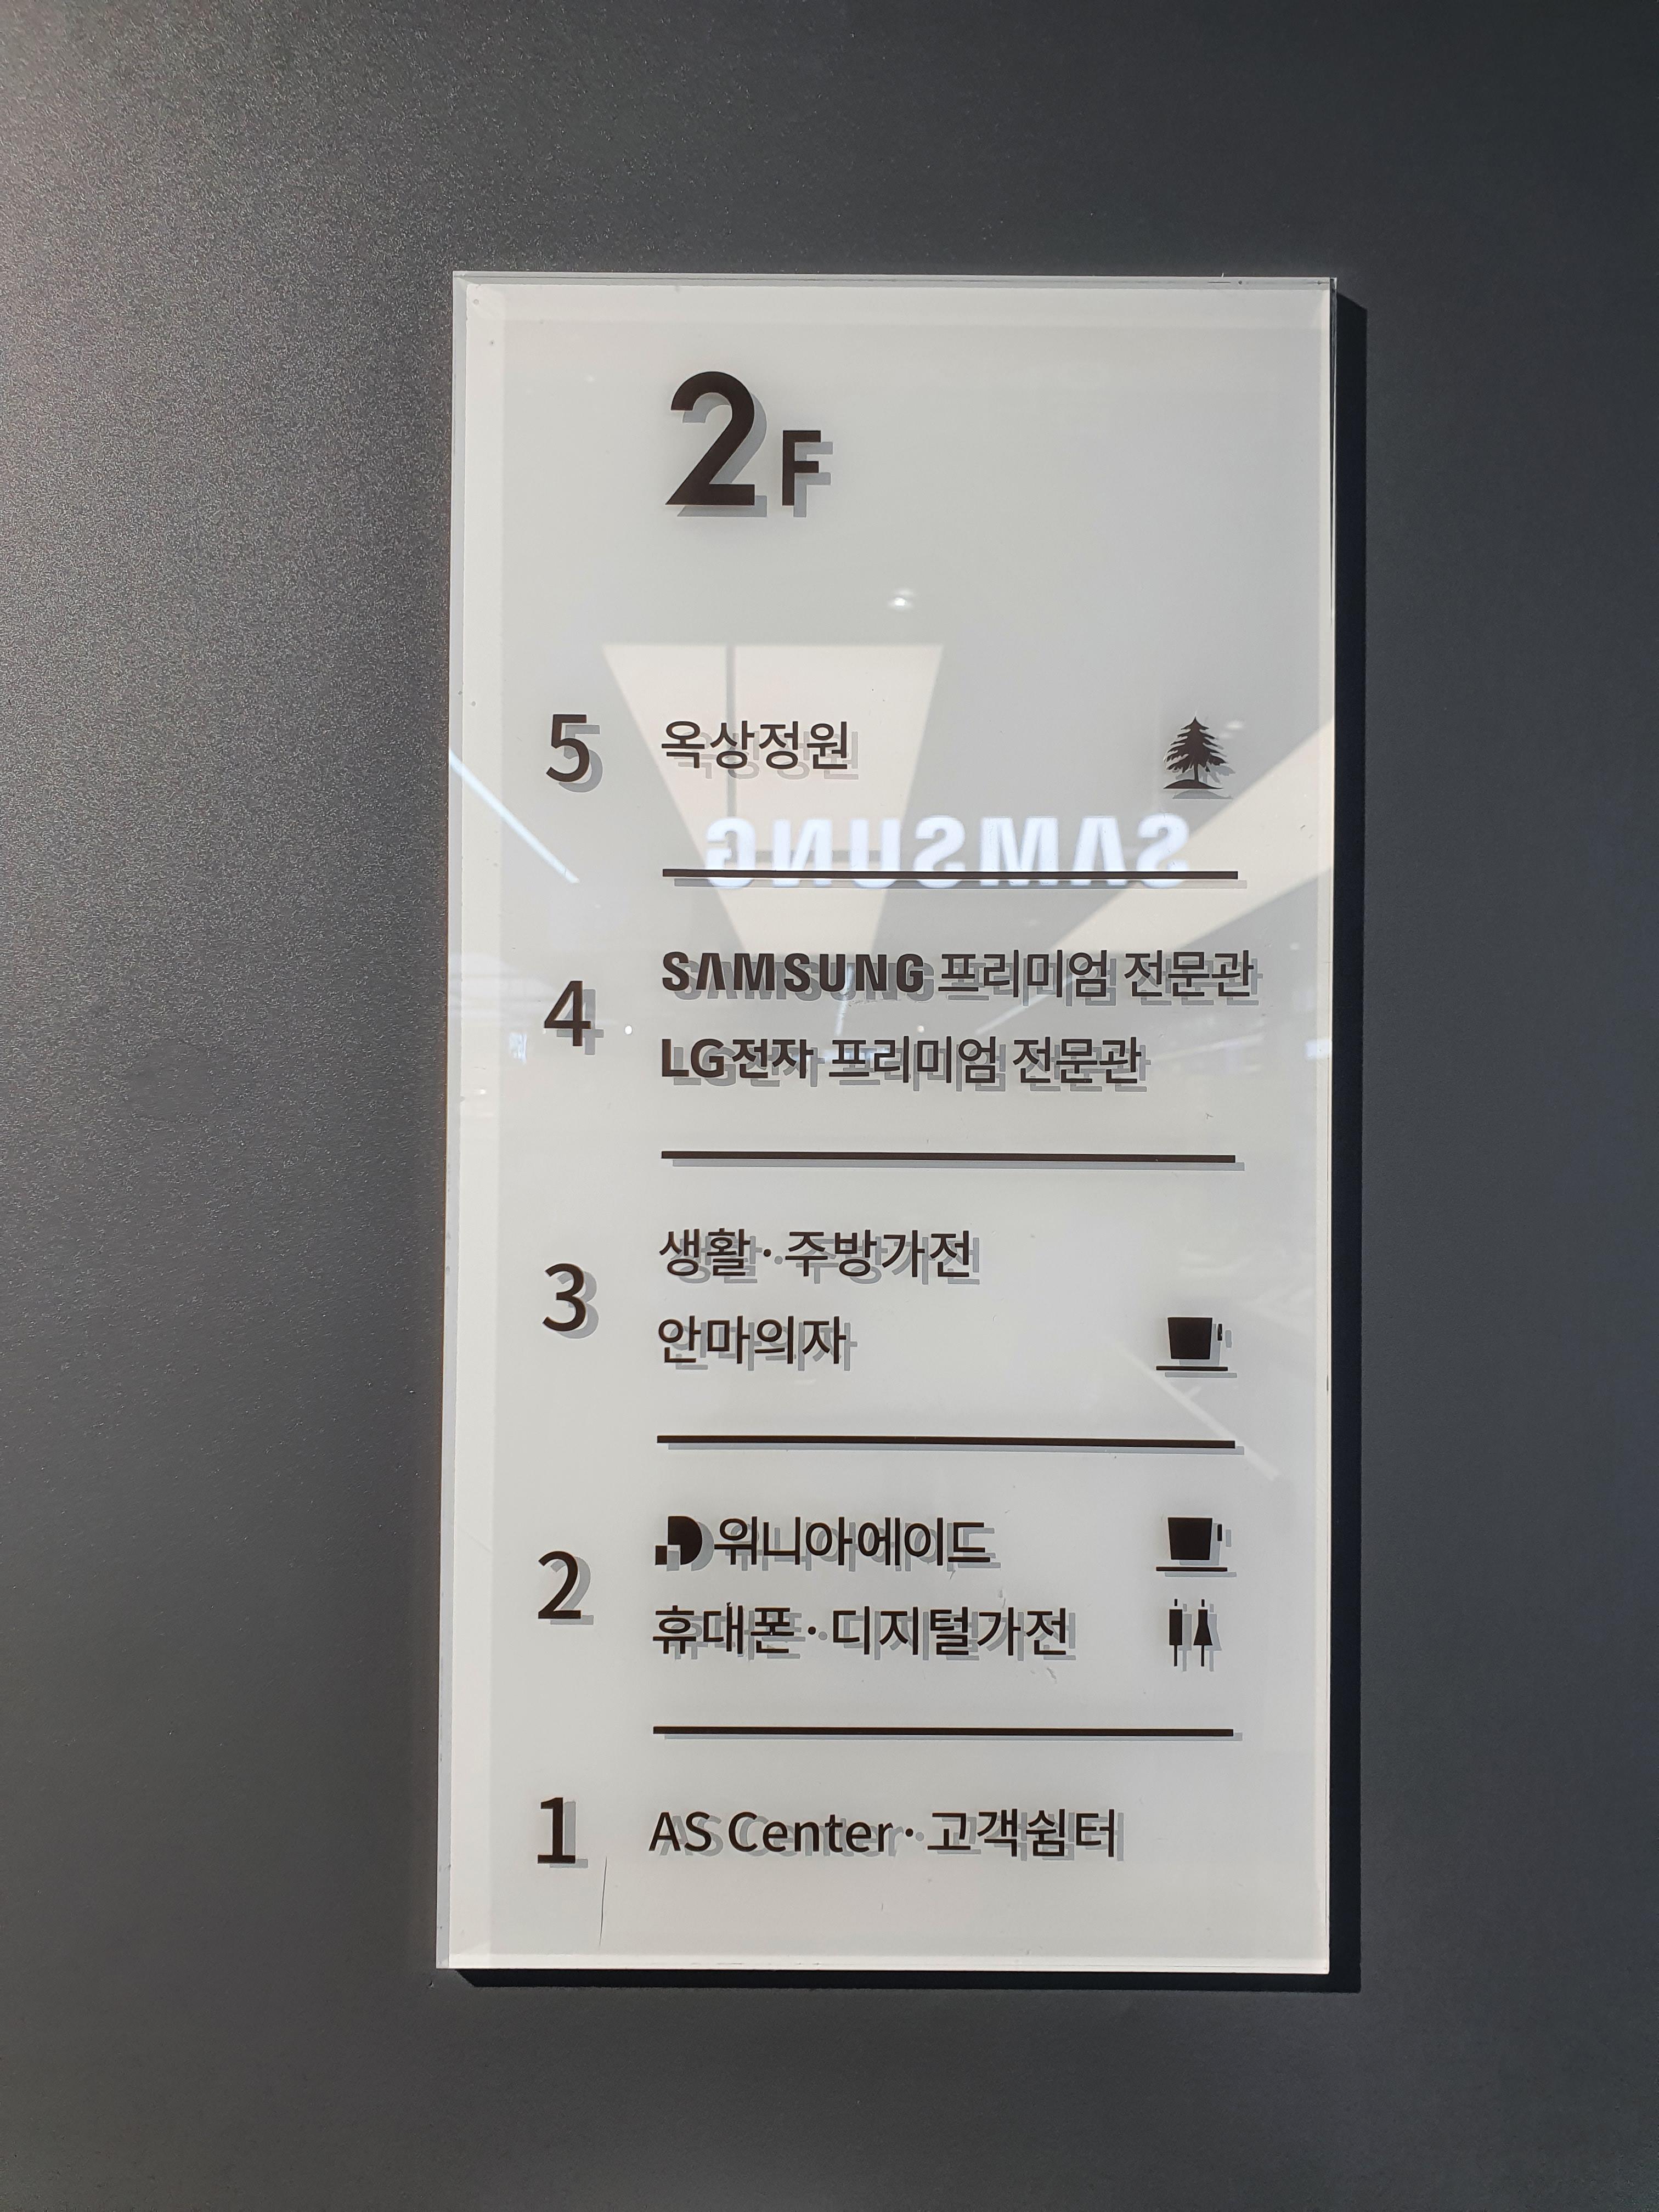 2F
5 옥상정원
SAMSUNG
4 SAMSUNG 프리미엄 전문관
LG전자 프리미엄 전문관
3 생활·주방가전
안마의자
2 위니아에이드
휴대폰·디지털가전
1 AS Center·고객쉼터